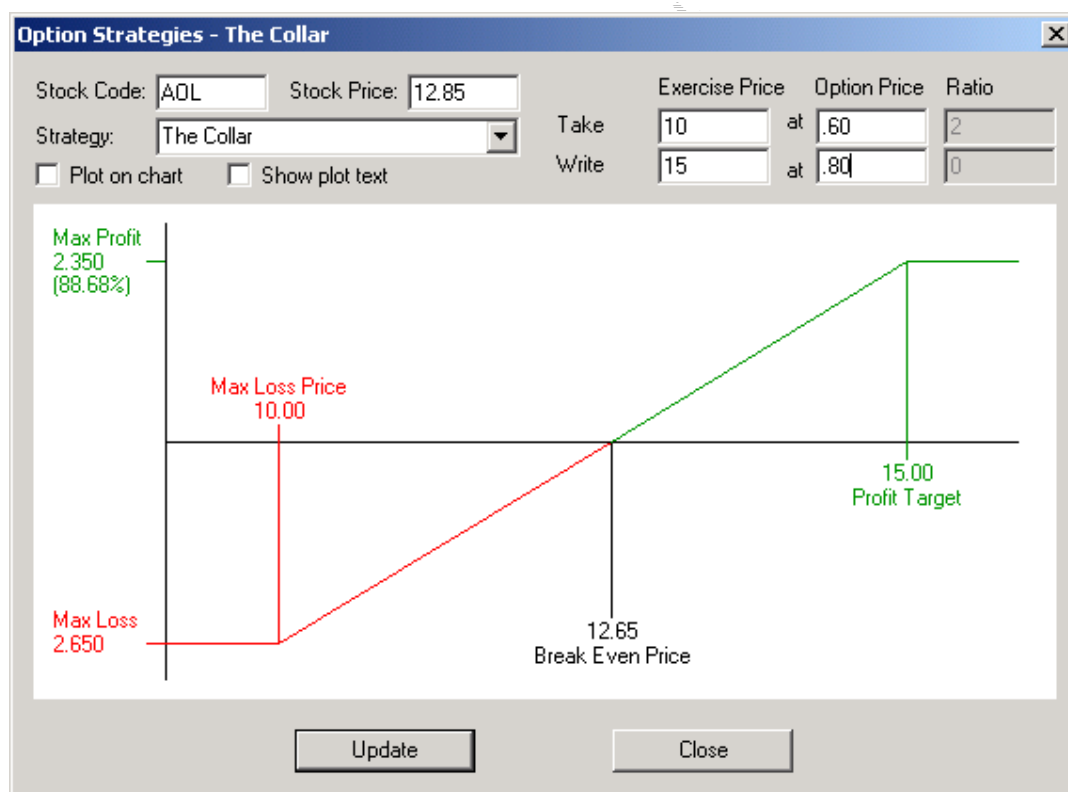 Option Strategies - The Collar
Stock Code: AOL Stock Price: 12.85
Strategy: The Collar
Plot on chart Show plot text
Exercise Price Option Price Ratio
Take 10 at .60 2
Write 15 at .80 0
Max Profit
2.350
(88.68%)
Max Loss Price
10.00
15.00
Profit Target
Max Loss
2.650
12.65
Break Even Price
Update Close